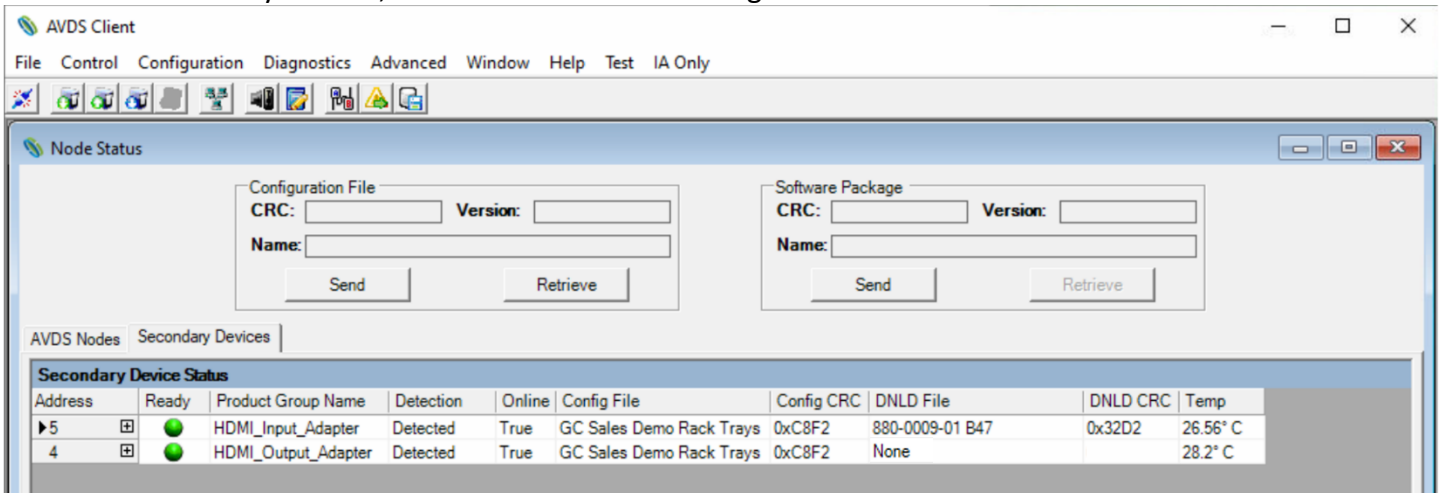 AVDS Client
File Control Configuration Diagnostics Advanced Window Help Test IA Only
Node Status
Configuration File
CRC: Version:
Name:
Send Retrieve
Software Package
CRC: Version:
Name:
Send Retrieve
AVDS Nodes Secondary Devices
Secondary Device Status
Address Ready Product Group Name Detection Online Config File Config CRC DNLD File DNLD CRC Temp
5 HDMI_Input_Adapter Detected True GC Sales Demo Rack Trays 0xC8F2 880-0009-01 B47 0x32D2 26.56° C
4 HDMI_Output_Adapter Detected True GC Sales Demo Rack Trays 0xC8F2 None 28.2° C